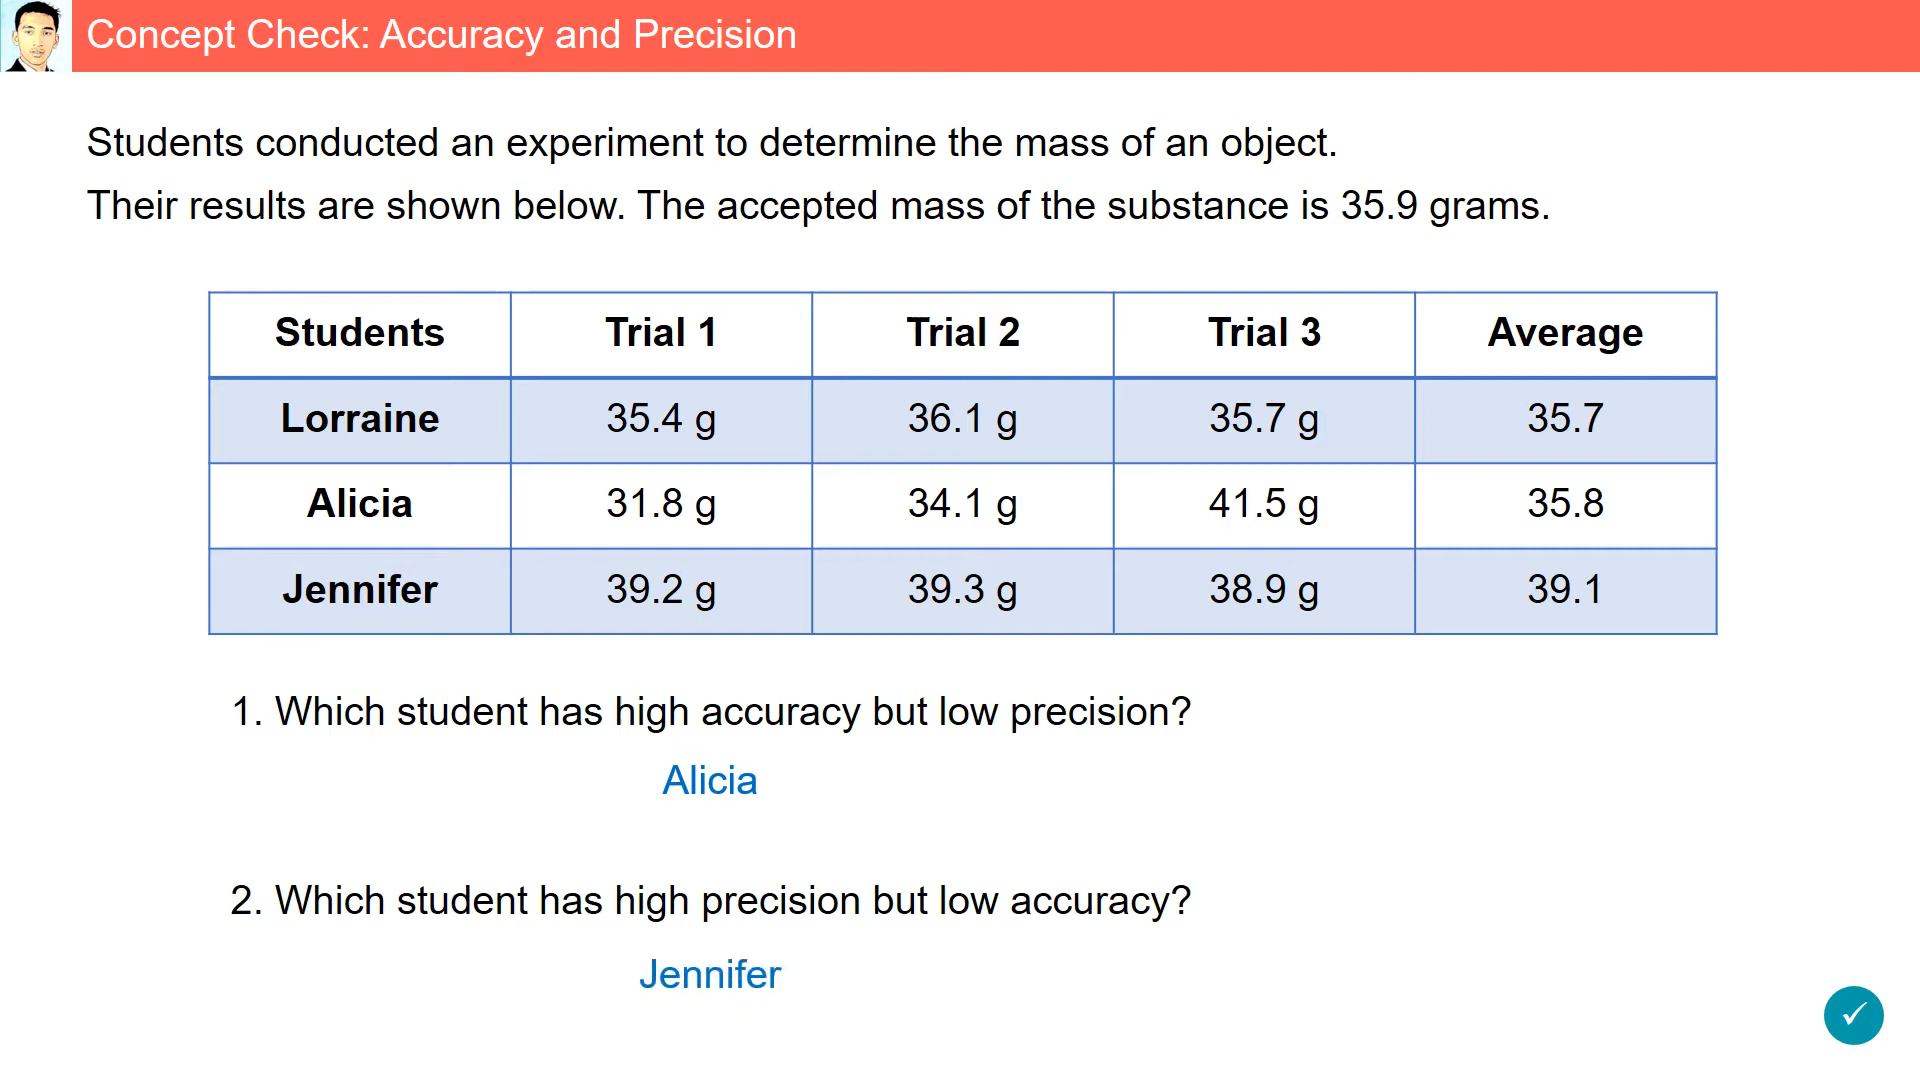 Concept Check: Accuracy and Precision
Students conducted an experiment to determine the mass of an object.
Their results are shown below. The accepted mass of the substance is 35.9 grams.
Students Trial 1 Trial 2 Trial 3 Average
Lorraine 35.4 g 36.1 g 35.7 g 35.7
Alicia 31.8 g 34.1 g 41.5 g 35.8
Jennifer 39.2 g 39.3 g 38.9 g 39.1
1. Which student has high accuracy but low precision?
Alicia
2. Which student has high precision but low accuracy?
Jennifer